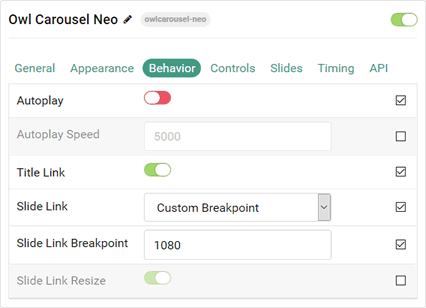 Owl Carousel Neo owlcarousel-neo
General Appearance Behavior Controls Slides Timing API
Autoplay
Autoplay Speed 5000
Title Link
Slide Link Custom Breakpoint
Slide Link Breakpoint 1080
Slide Link Resize